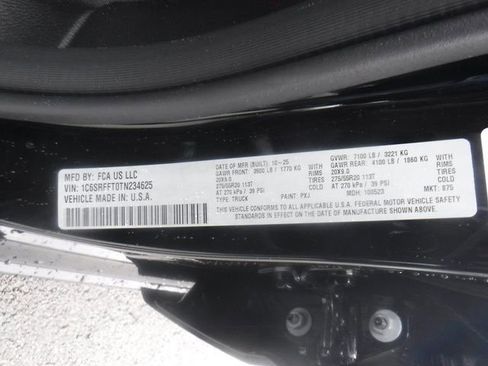 MFD BY: FCA US LLC
VIN: 1C6SRFFT0TN234625
VEHICLE MADE IN: U.S.A.
DATE OF MFR (BUILT): 10-25
GAWR FRONT: 3900 LB / 1770 KG
WITH
20X9.0
RIMS
275/55R20 113T
TIRES
AT 270 kPa / 39 PSI
COLD
TYPE: TRUCK
PAINT: PXJ
GVWR: 7100 LB / 3221 KG
GAWR REAR: 4100 LB / 1860 KG
WITH
20X9.0
RIMS
275/55R20 113T
TIRES
AT 270 kPa / 39 PSI
COLD
MDH: 100523
MKT: 875
THIS VEHICLE CONFORMS TO ALL APPLICABLE U.S.A. FEDERAL MOTOR VEHICLE SAFETY
STANDARDS IN EFFECT ON THE DATE OF MANUFACTURE SHOWN ABOVE